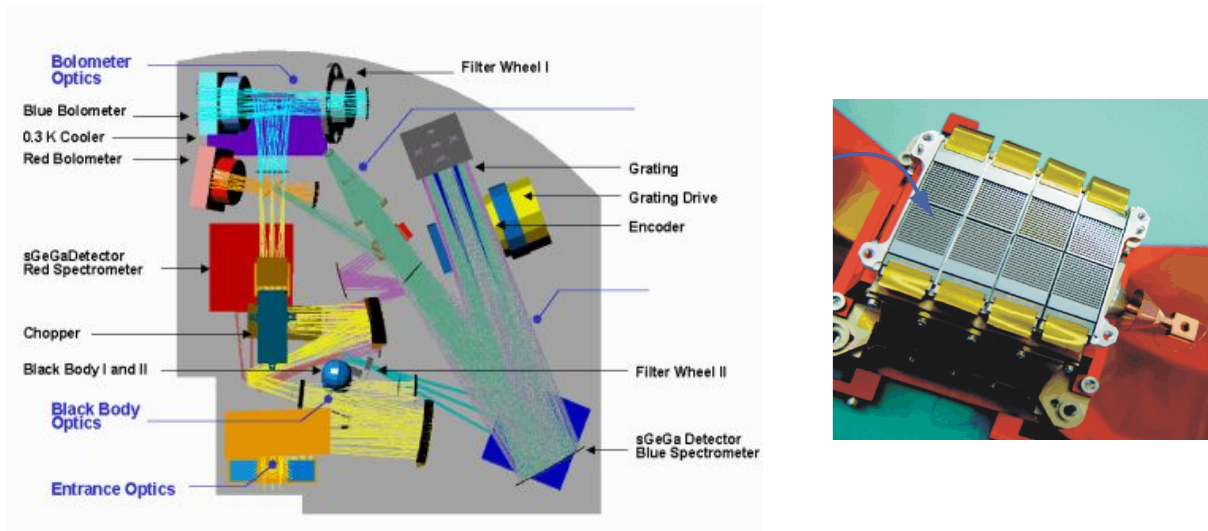 Bolometer
Optics
Filter Wheel I
Blue Bolometer
0.3 K Cooler
Red Bolometer
Grating
Grating Drive
Encoder
sGeGaDetector
Red Spectrometer
Chopper
Black Body I and II
Filter Wheel II
Black Body
Optics
sGeGa Detector
Blue Spectrometer
Entrance Optics